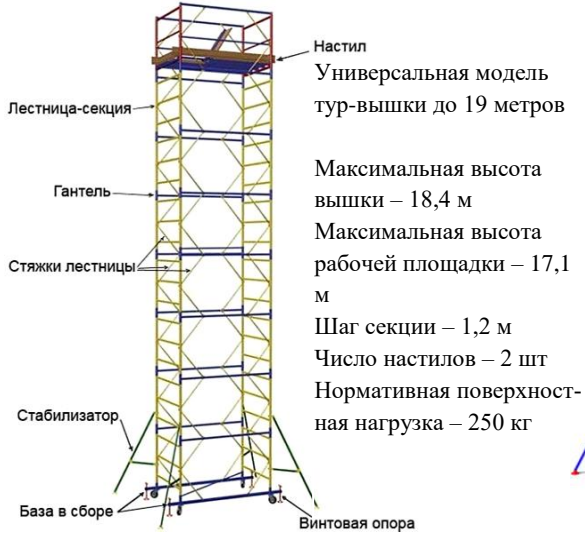 Настил
Универсальная модель
тур-вышки до 19 метров
Лестница-секция
Максимальная высота
вышки – 18,4 м
Гантель
Максимальная высота
рабочей площадки – 17,1
м
Стяжки лестницы
Шаг секции – 1,2 м
Число настилов – 2 шт
Нормативная поверхност-
ная нагрузка – 250 кг
Стабилизатор
База в сборе
Винтовая опора